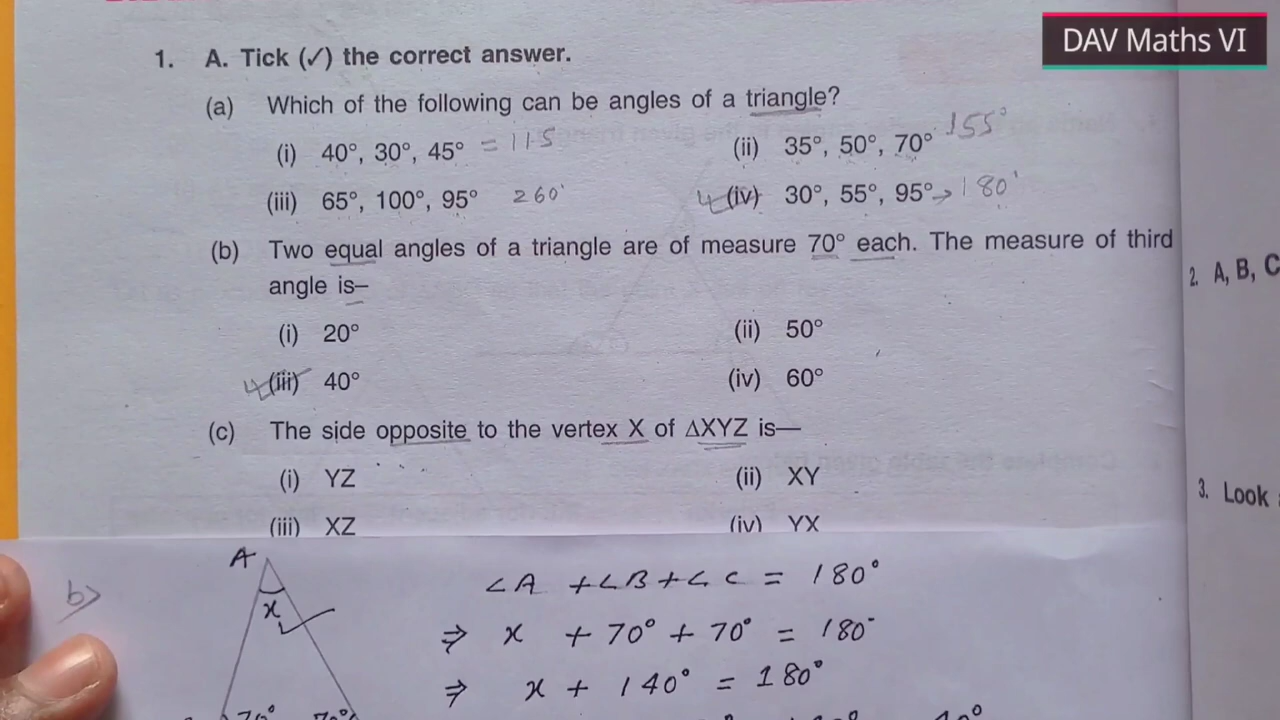 DAV Maths VI
1. A. Tick (✓) the correct answer.
(a) Which of the following can be angles of a triangle?
(i) 40°, 30°, 45° = 115 (ii) 35°, 50°, 70° 155°
(iii) 65°, 100°, 95° 260° (iv) 30°, 55°, 95° → 180°
(b) Two equal angles of a triangle are of measure 70° each. The measure of third
angle is–
(i) 20° (ii) 50°
(iii) 40° (iv) 60°
(c) The side opposite to the vertex X of ΔXYZ is—
(i) YZ (ii) XY
(iii) XZ (iv) YX
2. A, B, C
3. Look
b>
A
x
70° 70°
∠A + ∠B + ∠C = 180°
⇒ x + 70° + 70° = 180°
⇒ x + 140° = 180°